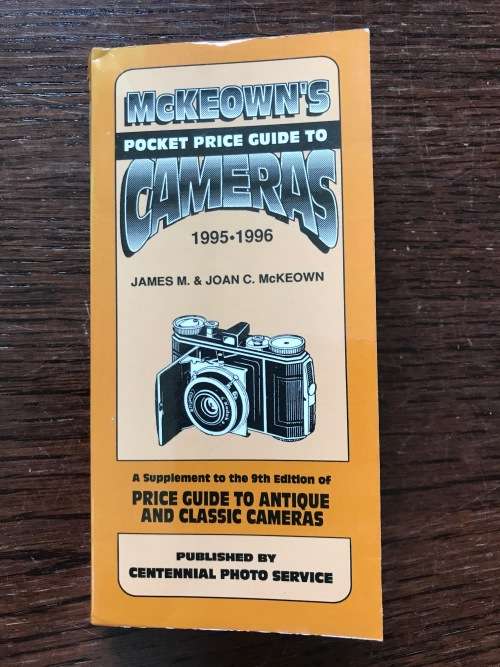 McKEOWN'S
POCKET PRICE GUIDE TO
CAMERAS
1995•1996
JAMES M. & JOAN C. McKEOWN
A Supplement to the 9th Edition of
PRICE GUIDE TO ANTIQUE
AND CLASSIC CAMERAS
PUBLISHED BY
CENTENNIAL PHOTO SERVICE